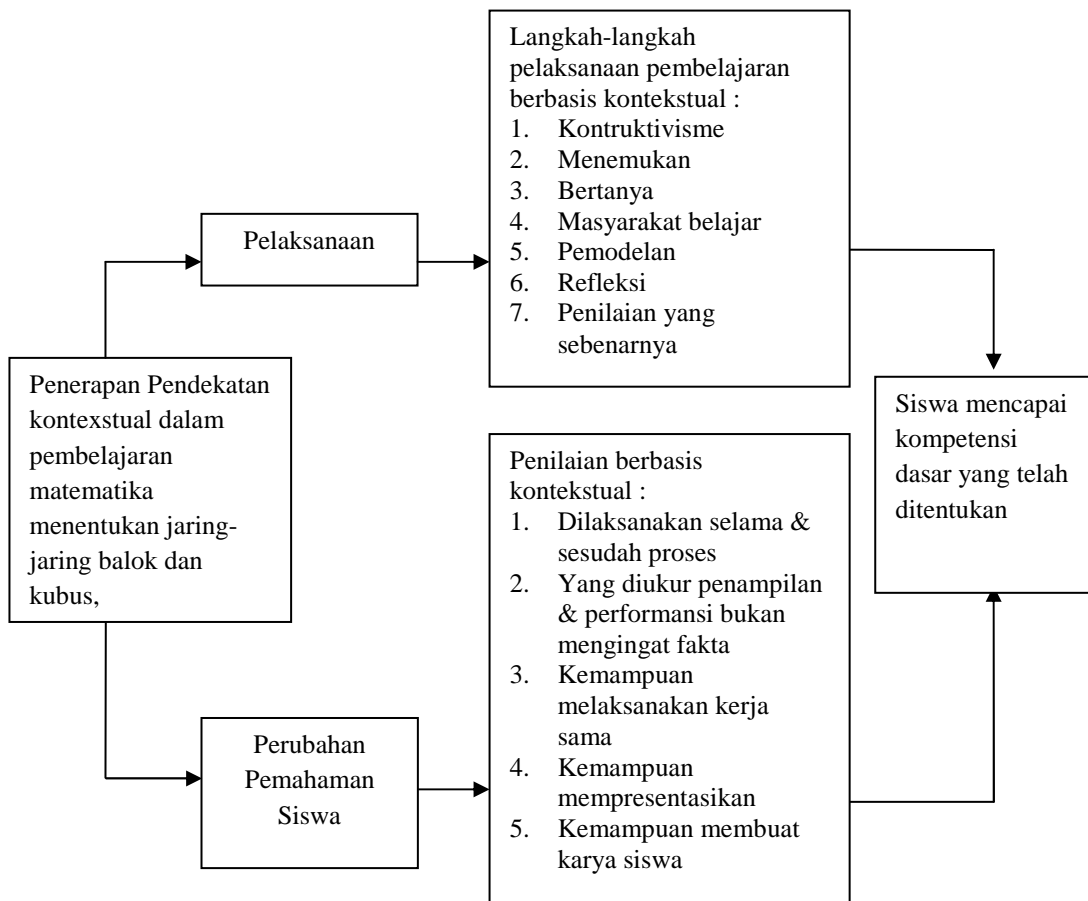 Langkah-langkah
pelaksanaan pembelajaran
berbasis kontekstual :
1. Kontruktivisme
2. Menemukan
3. Bertanya
4. Masyarakat belajar
5. Pemodelan
6. Refleksi
7. Penilaian yang
sebenarnya
Pelaksanaan
Penerapan Pendekatan
kontexstual dalam
pembelajaran
matematika
menentukan jaring-
jaring balok dan
kubus,
Siswa mencapai
kompetensi
dasar yang telah
ditentukan
Penilaian berbasis
kontekstual :
1. Dilaksanakan selama &
sesudah proses
2. Yang diukur penampilan
& performansi bukan
mengingat fakta
3. Kemampuan
melaksanakan kerja
sama
4. Kemampuan
mempresentasikan
5. Kemampuan membuat
karya siswa
Perubahan
Pemahaman
Siswa